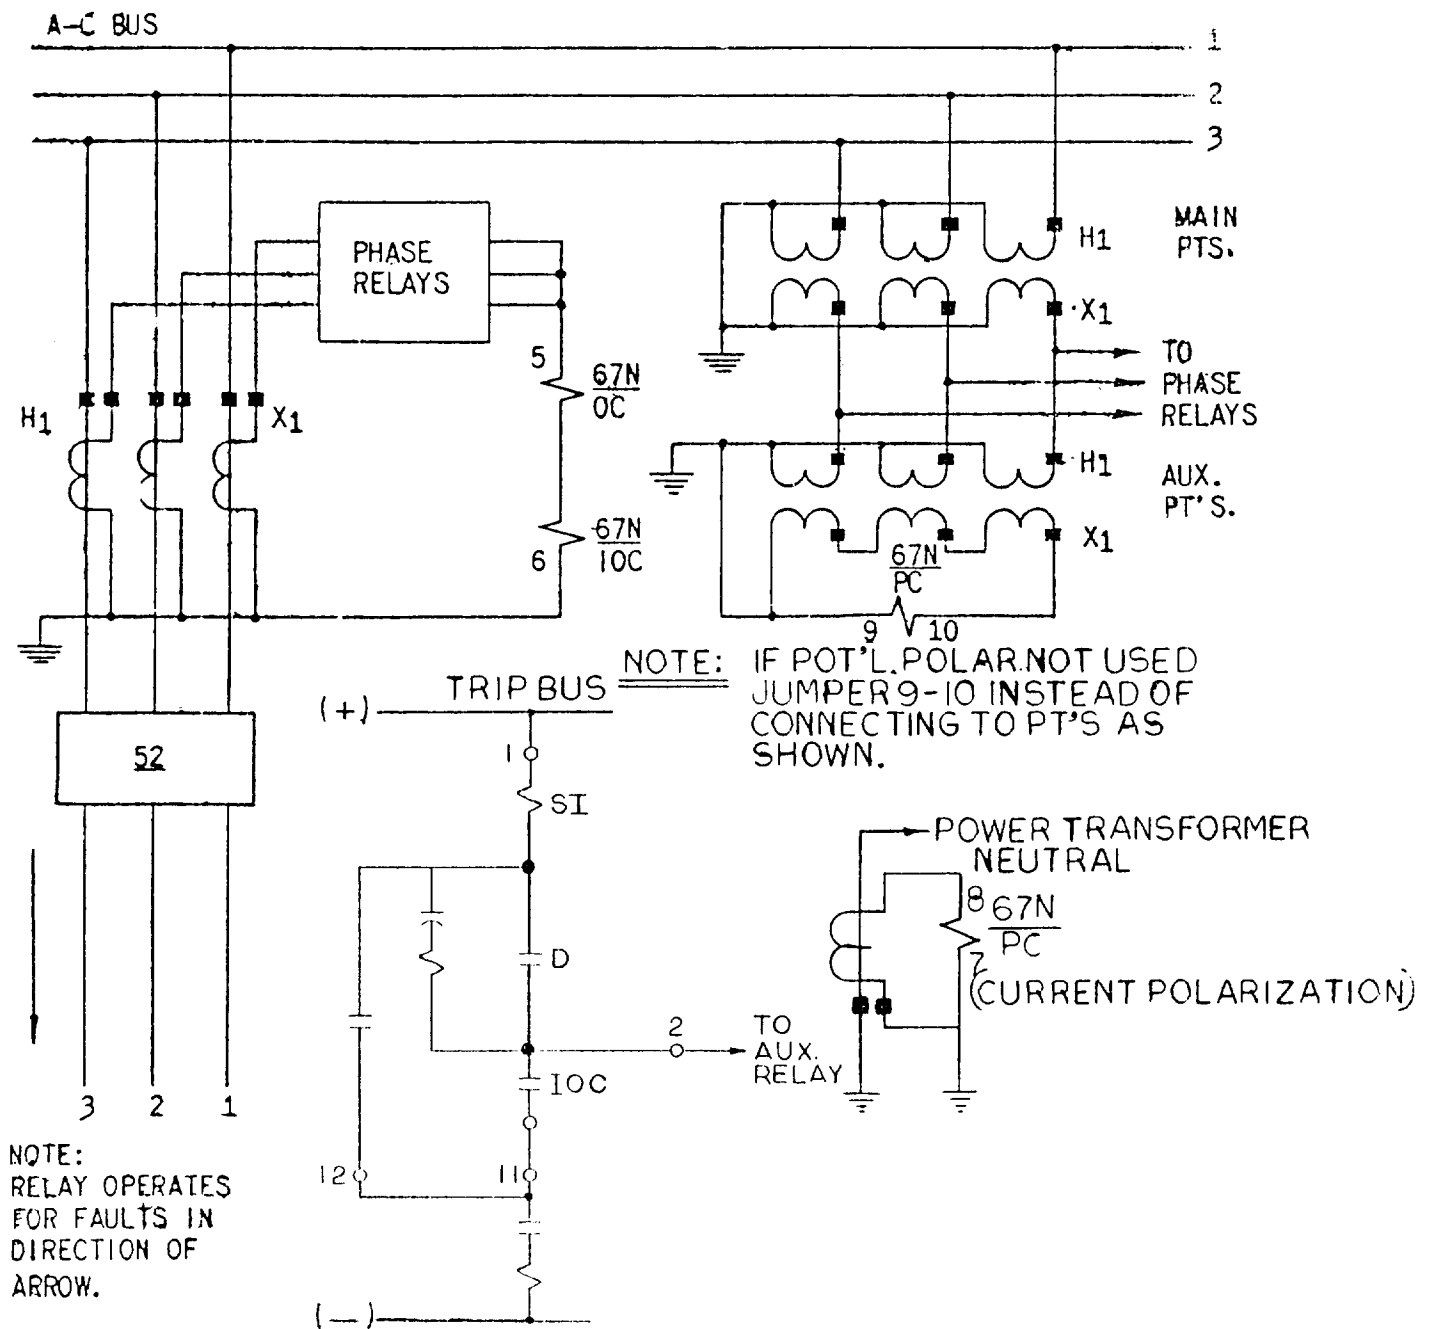 A-C BUS
1
2
3
PHASE
RELAYS
MAIN
PTS.
H1
X1
TO
PHASE
RELAYS
5
67N
OC
H1
X1
H1
AUX.
PT'S.
67N
IOC
6
X1
67N
PC
9 10
NOTE: IF POT'L. POLAR. NOT USED
JUMPER 9-10 INSTEAD OF
CONNECTING TO PT'S AS
SHOWN.
TRIP BUS
(+)
1
52
SI
POWER TRANSFORMER
NEUTRAL
8
67N
PC
7
(CURRENT POLARIZATION)
D
2
TO
AUX.
RELAY
IOC
3 2 1
12
11
NOTE:
RELAY OPERATES
FOR FAULTS IN
DIRECTION OF
ARROW.
(—)